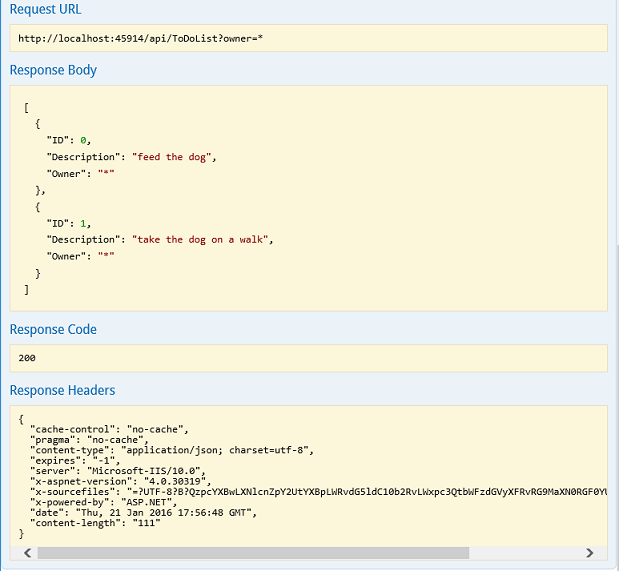 Request URL
http://localhost:45914/api/ToDoList?owner=*
Response Body
[
{
"ID": 0,
"Description": "feed the dog",
"Owner": "*"
},
{
"ID": 1,
"Description": "take the dog on a walk",
"Owner": "*"
}
]
Response Code
200
Response Headers
{
"cache-control": "no-cache",
"pragma": "no-cache",
"content-type": "application/json; charset=utf-8",
"expires": "-1",
"server": "Microsoft-IIS/10.0",
"x-aspnet-version": "4.0.30319",
"x-sourcefiles": "=?UTF-8?B?QzpcYXBwLXNlcnZpY2UtYXBpLWRvdG5ldC10b2RvLWxpc3QtbWFzdGVyXFRvRG9MaXN0RGF0YU
"x-powered-by": "ASP.NET",
"date": "Thu, 21 Jan 2016 17:56:48 GMT",
"content-length": "111"
}